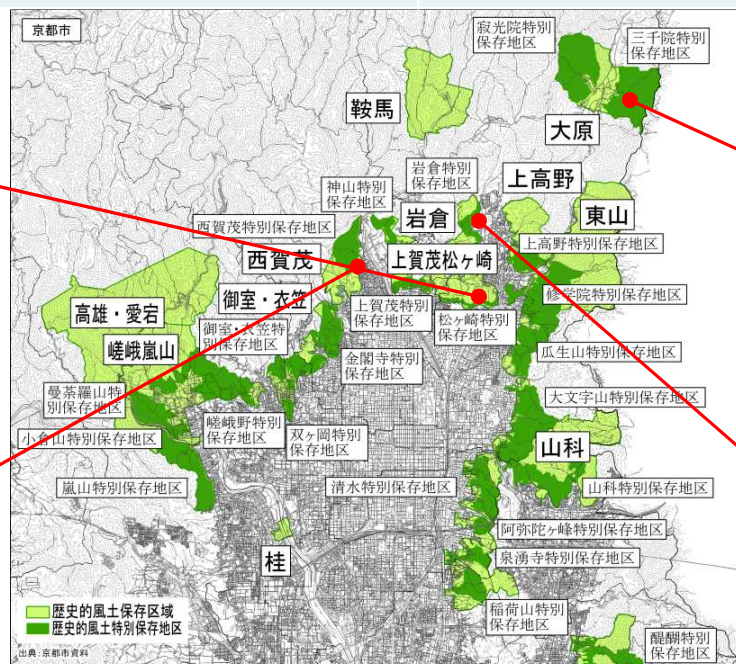 京都市
寂光院特別
保存地区
三千院特別
保存地区
鞍馬
大原
岩倉特別
保存地区
神山特別
保存地区
上高野
西賀茂特別保存地区
岩倉
東山
西賀茂
上賀茂松ヶ崎
上高野特別保存地区
高雄・愛宕
御室・衣笠
上賀茂特別
保存地区
松ヶ崎特別
保存地区
修学院特別保存地区
嵯峨嵐山
御室・衣笠特
別保存地区
金閣寺特別
保存地区
瓜生山特別保存地区
曼荼羅山特
別保存地区
大文字山特別保存地区
小倉山特別保存地区
嵯峨野特別
保存地区
双ヶ岡特別
保存地区
山科
嵐山特別保存地区
清水特別保存地区
山科特別保存地区
阿弥陀ヶ峰特別保存地区
桂
泉湧寺特別保存地区
稲荷山特別
保存地区
歴史的風土保存区域
歴史的風土特別保存地区
醍醐特別
保存地区
出典:京都市資料